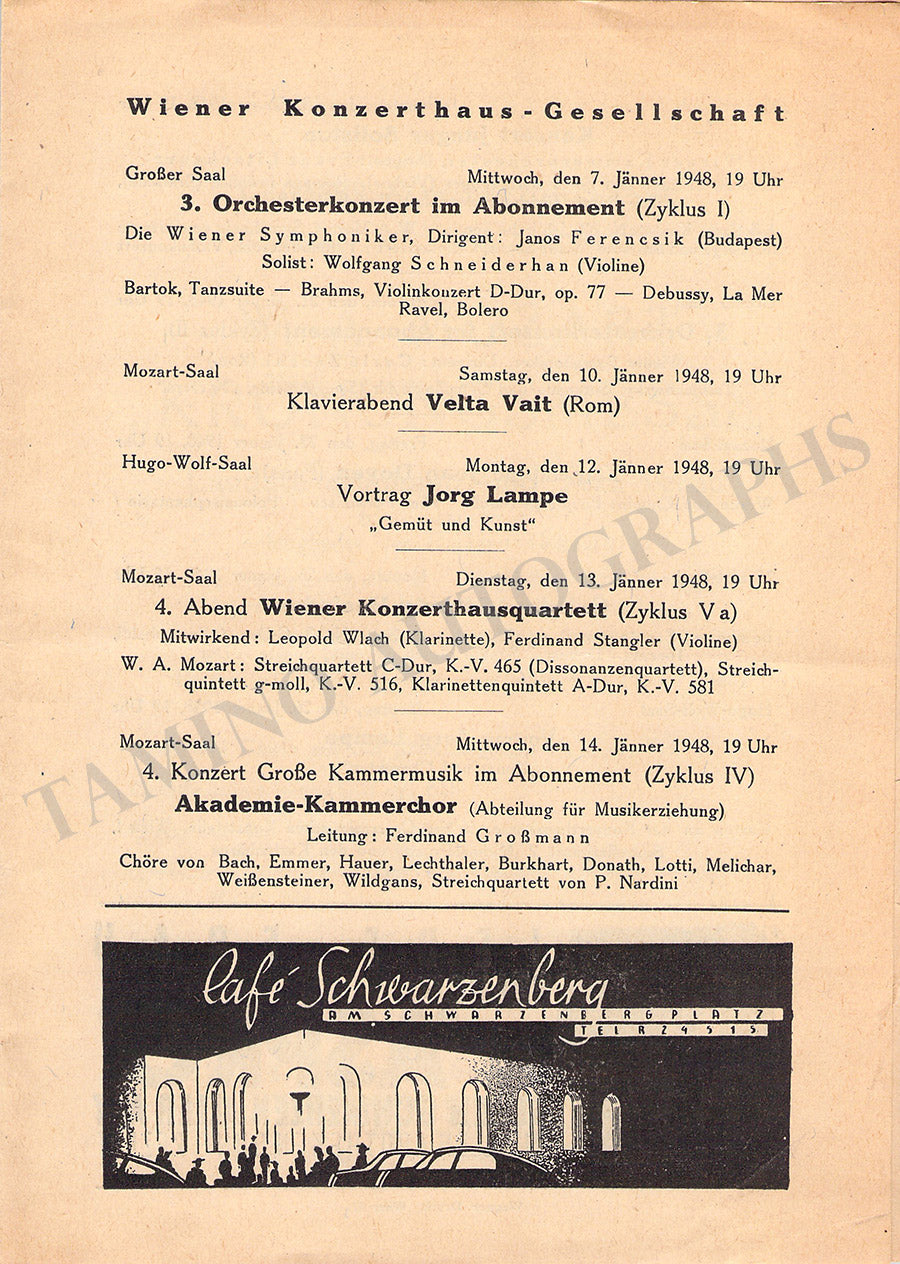 Wiener Konzerthaus-Gesellschaft
Großer Saal Mittwoch, den 7. Jänner 1948, 19 Uhr
3. Orchesterkonzert im Abonnement (Zyklus I)
Die Wiener Symphoniker, Dirigent: Janos Ferencsik (Budapest)
Solist: Wolfgang Schneiderhan (Violine)
Bartok, Tanzsuite — Brahms, Violinkonzert D-Dur, op. 77 — Debussy, La Mer
Ravel, Bolero
Mozart-Saal Samstag, den 10. Jänner 1948, 19 Uhr
Klavierabend Velta Vait (Rom)
Hugo-Wolf-Saal Montag, den 12. Jänner 1948, 19 Uhr
Vortrag Jorg Lampe
„Gemüt und Kunst“
Mozart-Saal Dienstag, den 13. Jänner 1948, 19 Uhr
4. Abend Wiener Konzerthausquartett (Zyklus V a)
Mitwirkend: Leopold Wlach (Klarinette), Ferdinand Stangler (Violine)
W. A. Mozart: Streichquartett C-Dur, K.-V. 465 (Dissonanzenquartett), Streich-
quintett g-moll, K.-V. 516, Klarinettenquintett A-Dur, K.-V. 581
Mozart-Saal Mittwoch, den 14. Jänner 1948, 19 Uhr
4. Konzert Große Kammermusik im Abonnement (Zyklus IV)
Akademie-Kammerchor (Abteilung für Musikerziehung)
Leitung: Ferdinand Großmann
Chöre von Bach, Emmer, Hauer, Lechthaler, Burkhart, Donath, Lotti, Melichar,
Weißensteiner, Wildgans, Streichquartett von P. Nardini
Café Schwarzenberg
AM SCHWARZENBERGPLATZ
TEL R 24 5 15
TAMINO AUTOGRAPHS